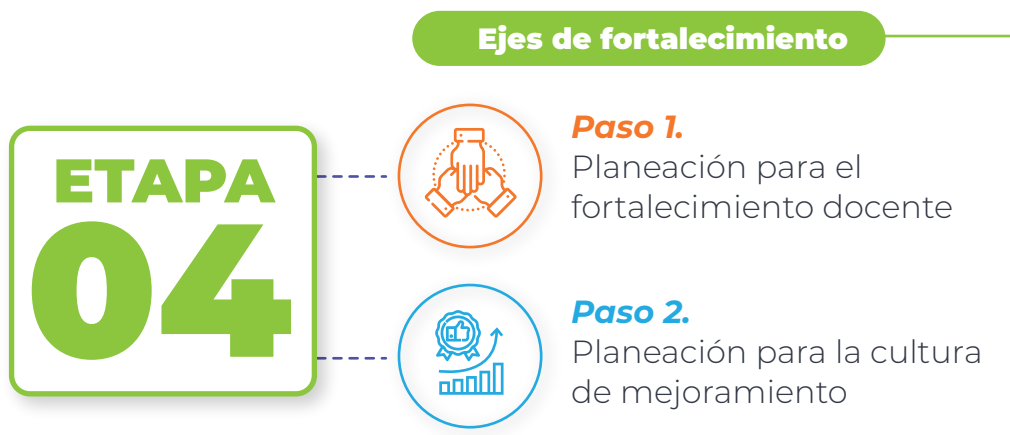 Ejes de fortalecimiento
ETAPA
04
Paso 1.
Planeación para el
fortalecimiento docente
Paso 2.
Planeación para la cultura
de mejoramiento